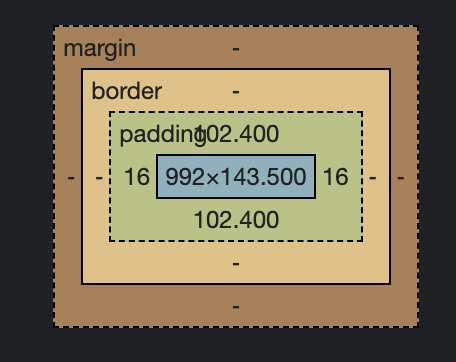 margin -
border -
padding 102.400
- - 16 992×143.500 16 - -
102.400
-
-